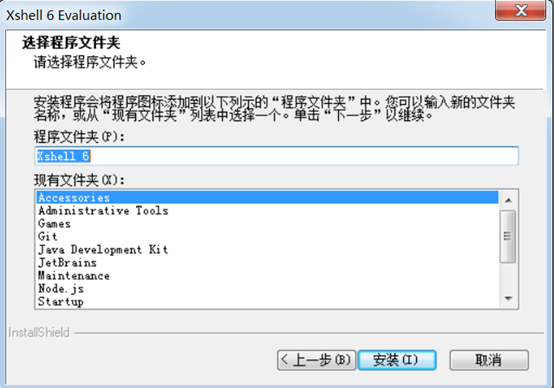 Xshell 6 Evaluation
选择程序文件夹
请选择程序文件夹。
安装程序会将程序图标添加到以下列示的“程序文件夹”中。您可以输入新的文件夹
名称，或从“现有文件夹”列表中选择一个。单击“下一步”以继续。
程序文件夹(P)：
Xshell 6
现有文件夹(X)：
Accessories
Administrative Tools
Games
Git
Java Development Kit
JetBrains
Maintenance
Node.js
Startup
InstallShield
< 上一步(B)
安装(I)
取消